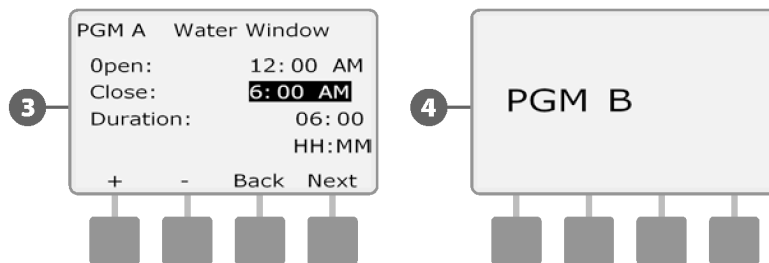 3
PGM A Water Window
Open: 12:00 AM
Close: 6:00 AM
Duration: 06:00
HH:MM
+ - Back Next
4
PGM B